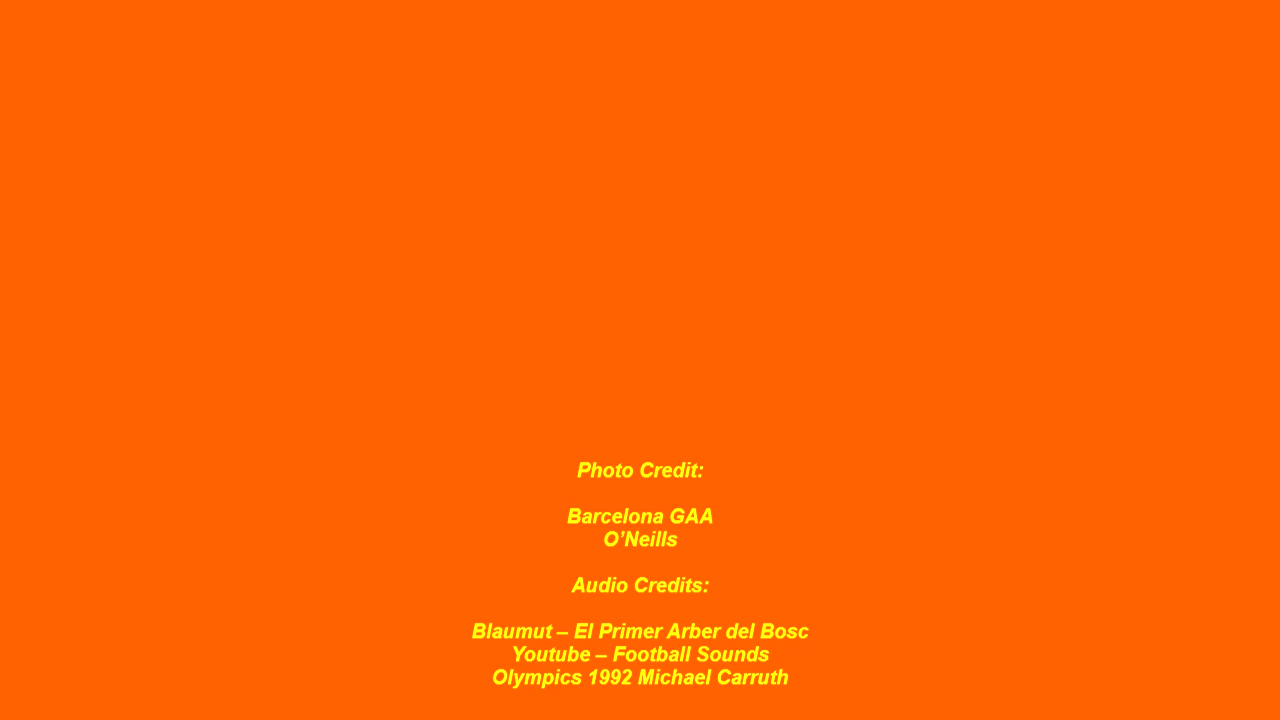 Photo Credit:
Barcelona GAA
O’Neills
Audio Credits:
Blaumut – El Primer Arber del Bosc
Youtube – Football Sounds
Olympics 1992 Michael Carruth